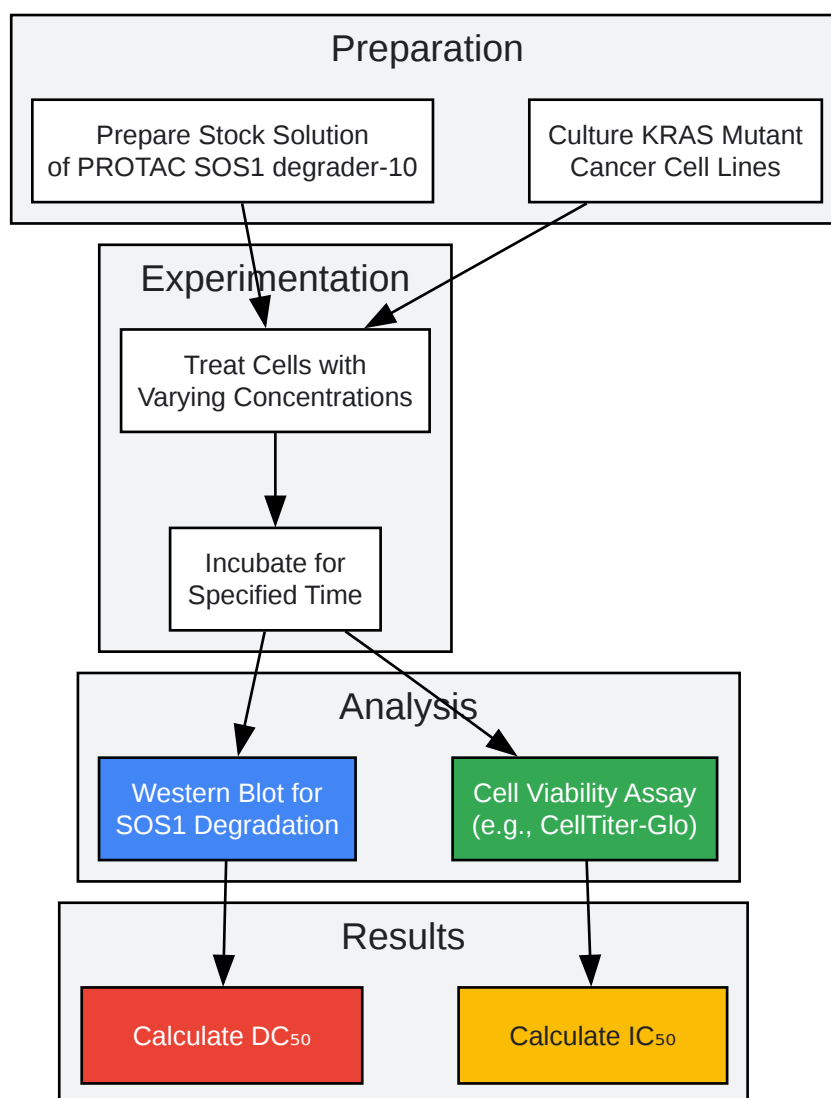 Preparation
Prepare Stock Solution
of PROTAC SOS1 degrader-10
Culture KRAS Mutant
Cancer Cell Lines
Experimentation
Treat Cells with
Varying Concentrations
Incubate for
Specified Time
Analysis
Western Blot for
SOS1 Degradation
Cell Viability Assay
(e.g., CellTiter-Glo)
Results
Calculate DC₅₀
Calculate IC₅₀